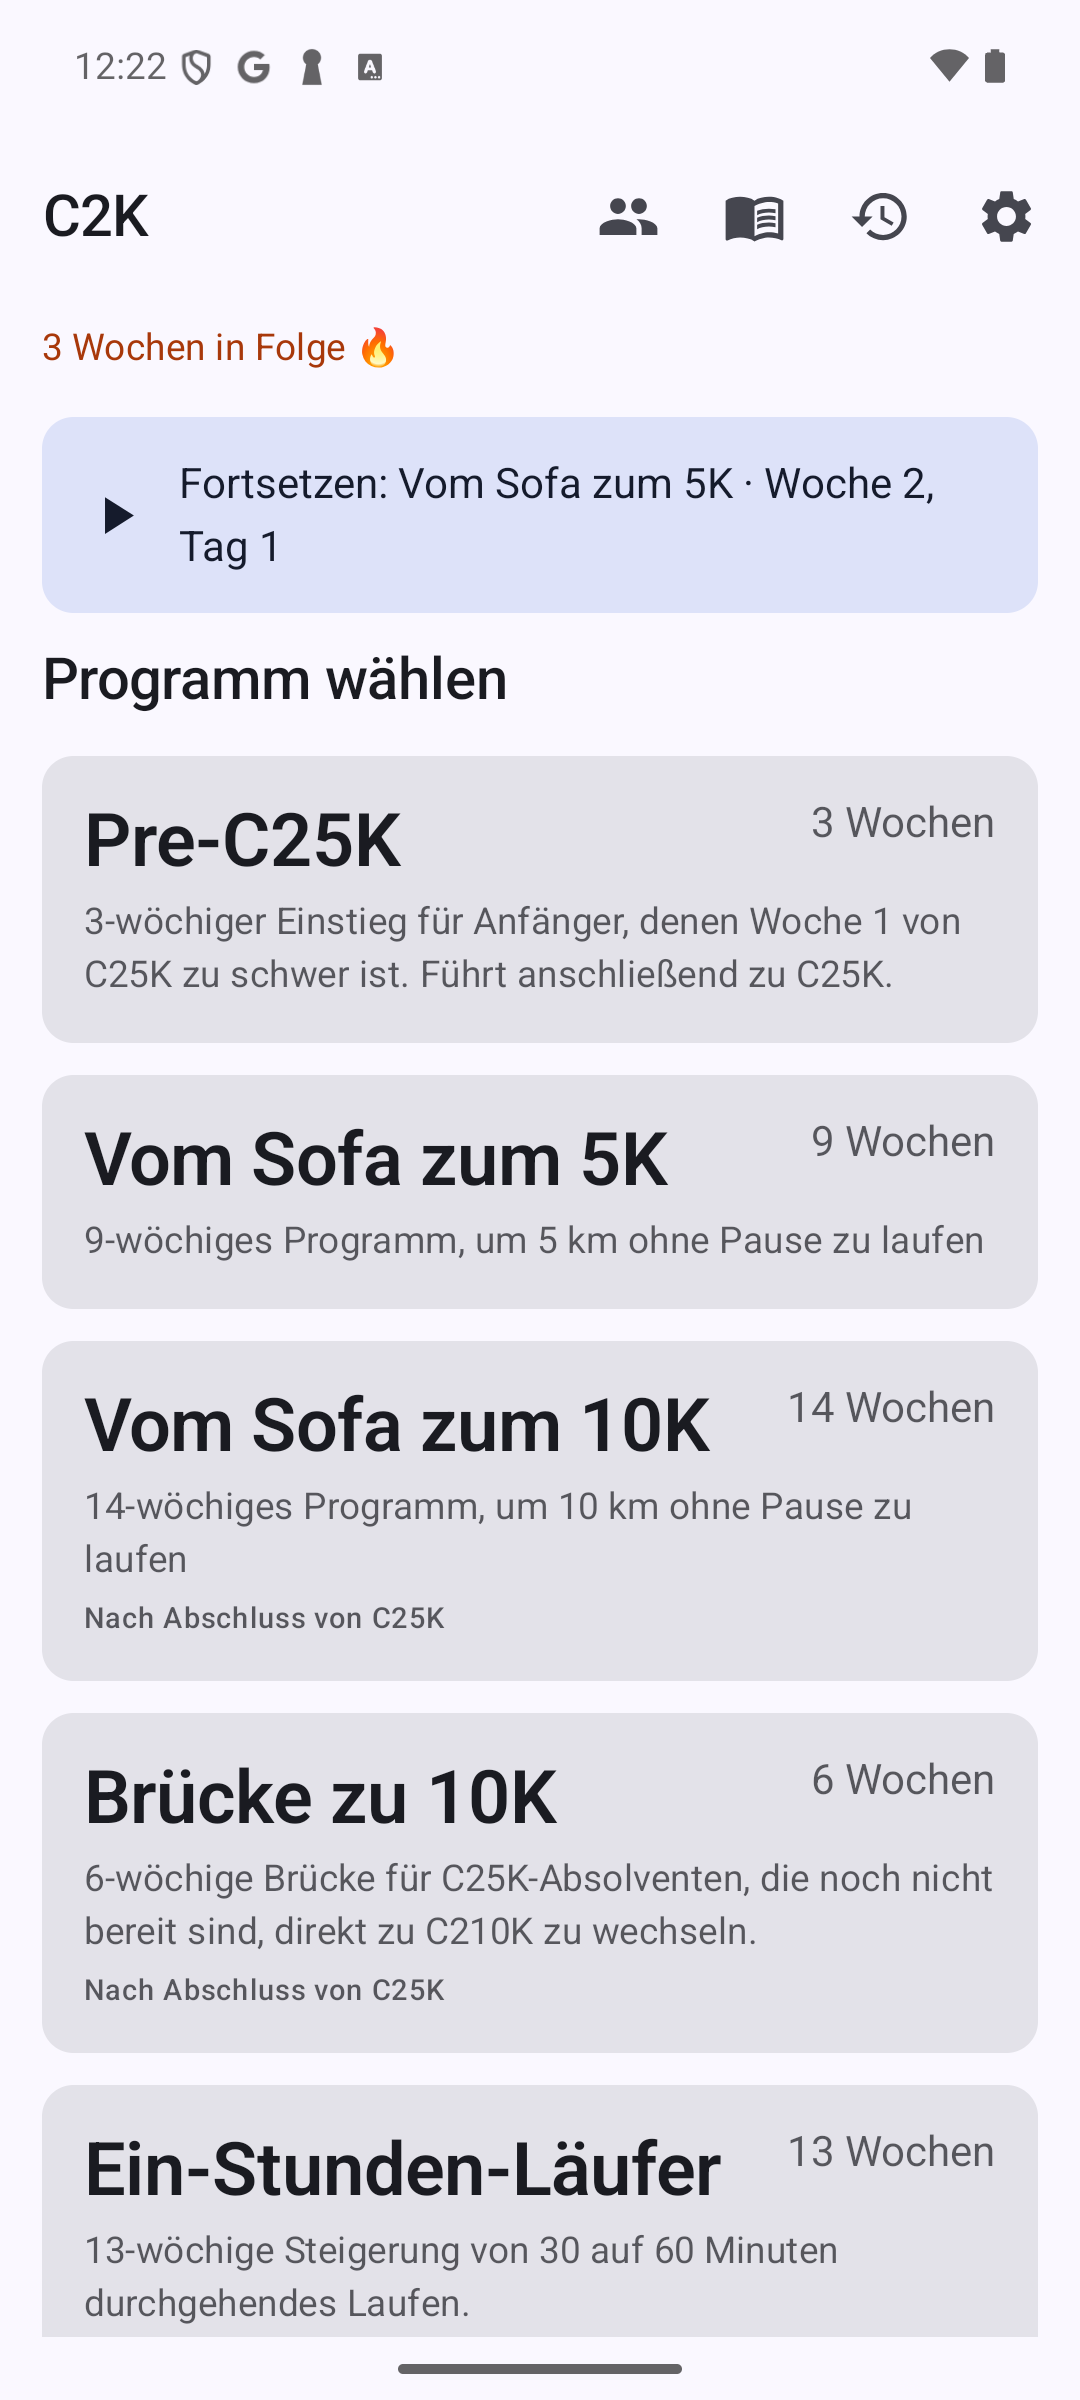 12:22
C2K
3 Wochen in Folge 🔥
Fortsetzen: Vom Sofa zum 5K · Woche 2,
Tag 1
Programm wählen
Pre-C25K
3 Wochen
3-wöchiger Einstieg für Anfänger, denen Woche 1 von
C25K zu schwer ist. Führt anschließend zu C25K.
Vom Sofa zum 5K
9 Wochen
9-wöchiges Programm, um 5 km ohne Pause zu laufen
Vom Sofa zum 10K
14 Wochen
14-wöchiges Programm, um 10 km ohne Pause zu
laufen
Nach Abschluss von C25K
Brücke zu 10K
6 Wochen
6-wöchige Brücke für C25K-Absolventen, die noch nicht
bereit sind, direkt zu C210K zu wechseln.
Nach Abschluss von C25K
Ein-Stunden-Läufer
13 Wochen
13-wöchige Steigerung von 30 auf 60 Minuten
durchgehendes Laufen.